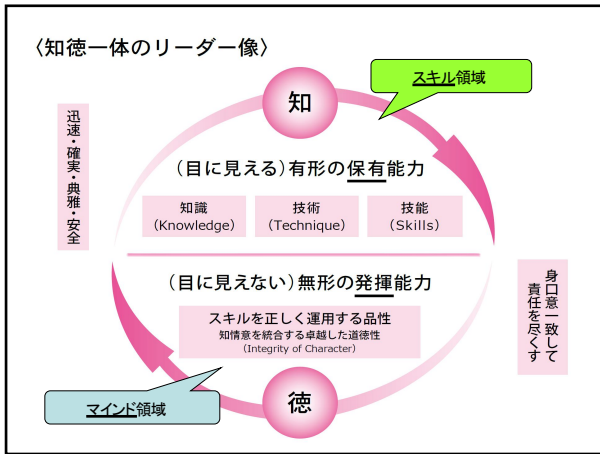 〈知徳一体のリーダー像〉
知
スキル領域
迅速・確実・典雅・安全
(目に見える)有形の保有能力
知識
(Knowledge)
技術
(Technique)
技能
(Skills)
(目に見えない)無形の発揮能力
スキルを正しく運用する品性
知情意を統合する卓越した道徳性
(Integrity of Character)
身口意一致して
責任を尽くす
マインド領域
徳